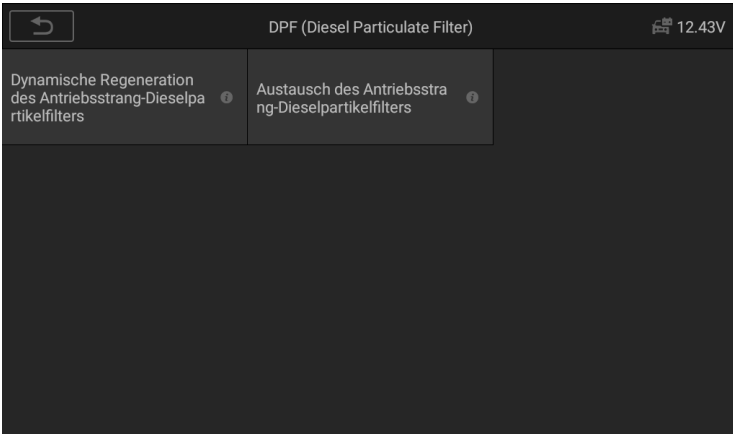 DPF (Diesel Particulate Filter)
12.43V
Dynamische Regeneration
des Antriebsstrang-Dieselpa
rtikelfilters
Austausch des Antriebsstra
ng-Dieselpartikelfilters